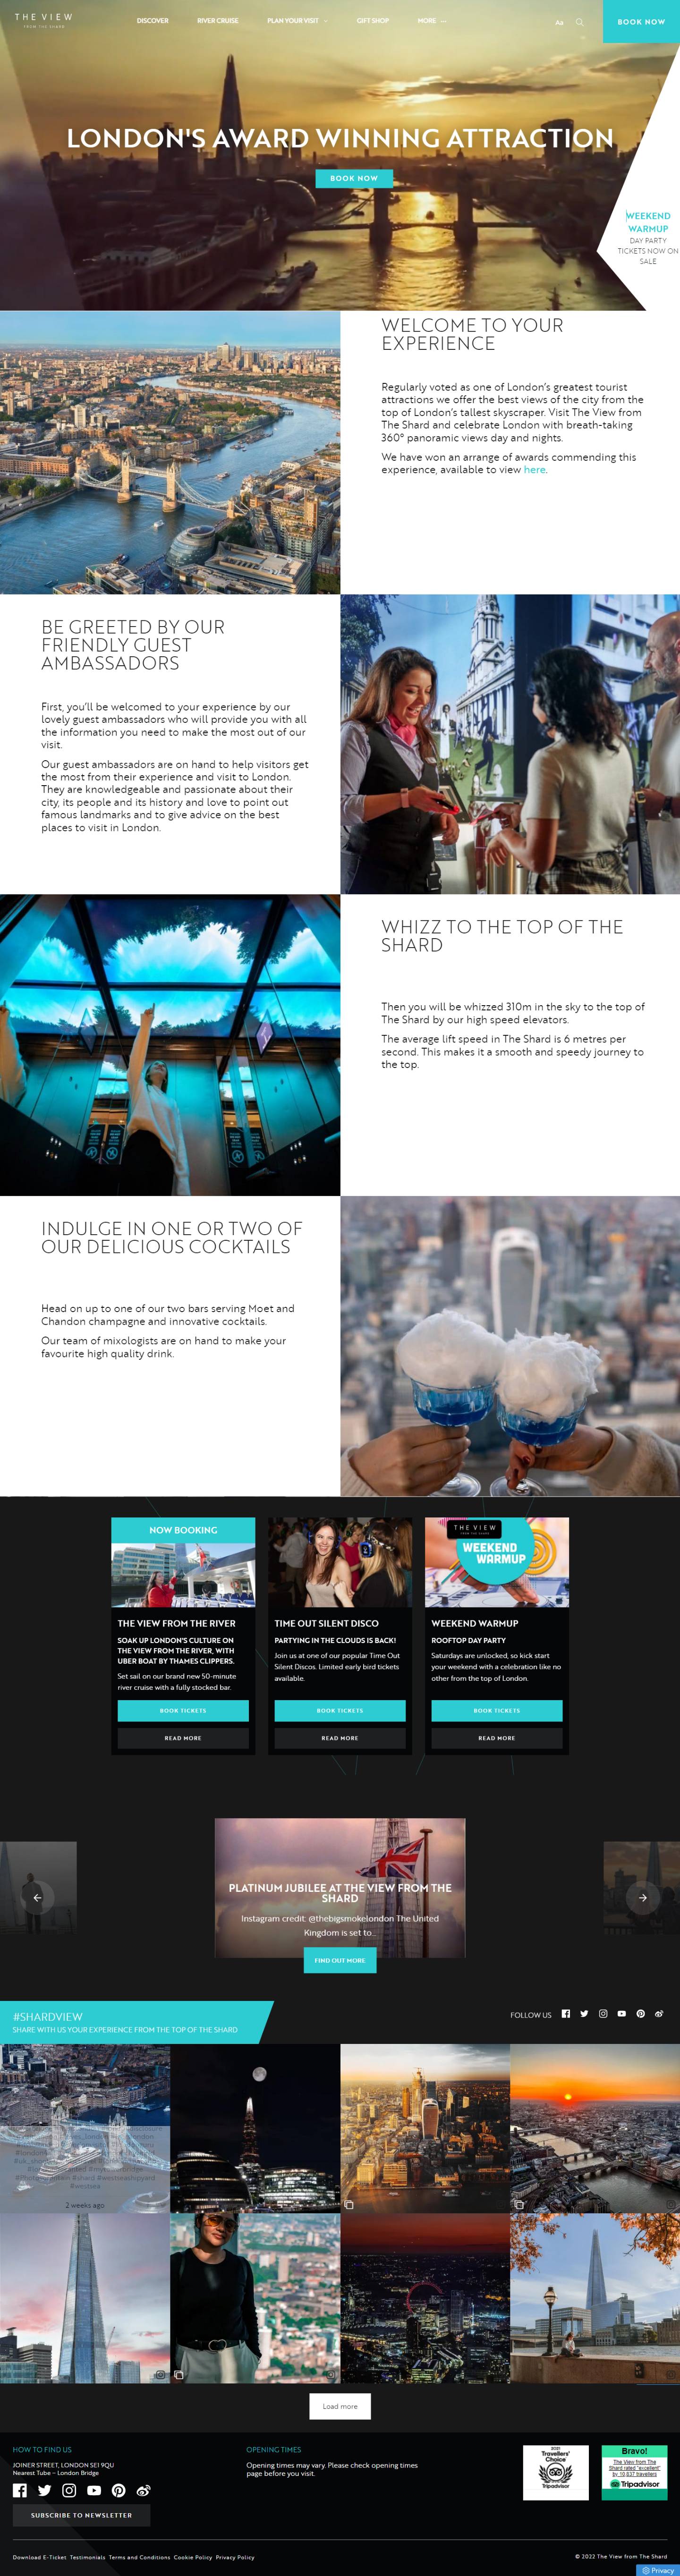 THE VIEW
FROM THE SHARD
DISCOVER
RIVER CRUISE
PLAN YOUR VISIT
GIFT SHOP
MORE
Aa
BOOK NOW
LONDON'S AWARD WINNING ATTRACTION
BOOK NOW
WEEKEND
WARMUP
DAY PARTY
TICKETS NOW ON
SALE
WELCOME TO YOUR
EXPERIENCE
Regularly voted as one of London's greatest tourist
attractions we offer the best views of the city from the
top of London's tallest skyscraper. Visit The View from
The Shard and celebrate London with breath-taking
360° panoramic views day and nights.
We have won an arrange of awards commending this
experience, available to view here.
BE GREETED BY OUR
FRIENDLY GUEST
AMBASSADORS
First, you'll be welcomed to your experience by our
lovely guest ambassadors who will provide you with all
the information you need to make the most out of our
visit.
Our guest ambassadors are on hand to help visitors get
the most from their experience and visit to London.
They are knowledgeable and passionate about their
city, its people and its history and love to point out
famous landmarks and to give advice on the best
places to visit in London.
WHIZZ TO THE TOP OF THE
SHARD
Then you will be whizzed 310m in the sky to the top of
The Shard by our high speed elevators.
The average lift speed in The Shard is 6 metres per
second. This makes it a smooth and speedy journey to
the top.
INDULGE IN ONE OR TWO OF
OUR DELICIOUS COCKTAILS
Head on up to one of our two bars serving Moet and
Chandon champagne and innovative cocktails.
Our team of mixologists are on hand to make your
favourite high quality drink.
NOW BOOKING
THE VIEW FROM THE RIVER
SOAK UP LONDON'S CULTURE ON
THE VIEW FROM THE RIVER, WITH
UBER BOAT BY THAMES CLIPPERS.
Set sail on our brand new 50-minute
river cruise with a fully stocked bar.
BOOK TICKETS
READ MORE
TIME OUT SILENT DISCO
PARTYING IN THE CLOUDS IS BACK!
Join us at one of our popular Time Out
Silent Discos. Limited early bird tickets
available.
BOOK TICKETS
READ MORE
THE VIEW
FROM THE SHARD
WEEKEND
WARMUP
WEEKEND WARMUP
ROOFTOP DAY PARTY
Saturdays are unlocked, so kick start
your weekend with a celebration like no
other from the top of London.
BOOK TICKETS
READ MORE
PLATINUM JUBILEE AT THE VIEW FROM THE
SHARD
Instagram credit: @thebigsmokelondon The United
Kingdom is set to...
FIND OUT MORE
#SHARDVIEW
SHARE WITH US YOUR EXPERIENCE FROM THE TOP OF THE SHARD
FOLLOW US
2 weeks ago
Load more
HOW TO FIND US
JOINER STREET, LONDON SE1 9QU
Nearest Tube – London Bridge
SUBSCRIBE TO NEWSLETTER
OPENING TIMES
Opening times may vary. Please check opening times
page before you visit.
2021
Travellers'
Choice
Tripadvisor
Bravo!
The View from The
Shard rated "excellent"
by 10,837 travellers
Tripadvisor
Download E-Ticket Testimonials Terms and Conditions Cookie Policy Privacy Policy
© 2022 The View from The Shard
Privacy